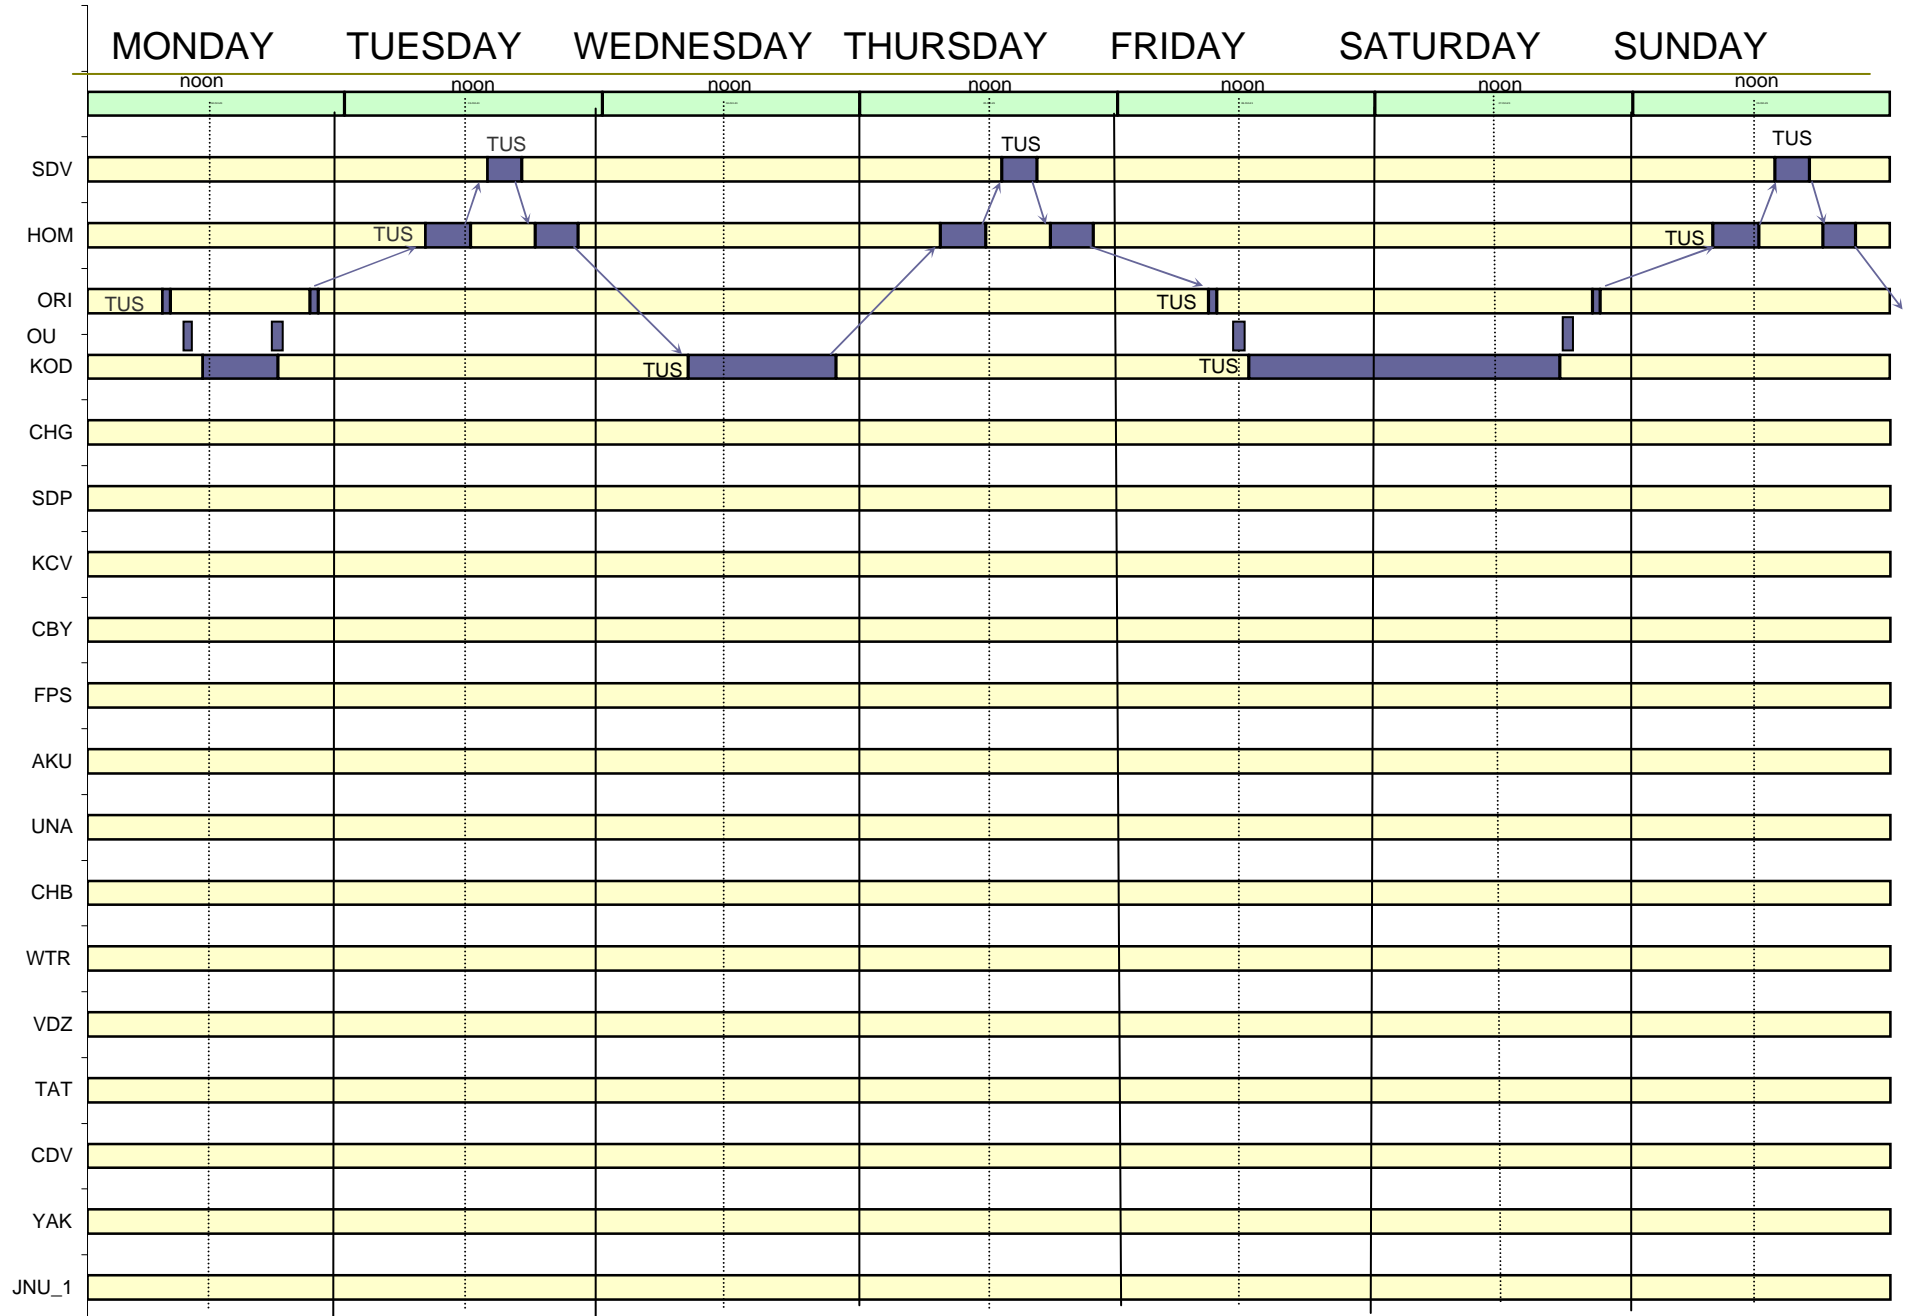 MONDAY TUESDAY WEDNESDAY THURSDAY FRIDAY SATURDAY SUNDAY
noon noon noon noon noon noon noon
TUS TUS TUS
SDV
HOM TUS TUS
ORI TUS TUS
OU
KOD TUS TUS
CHG
SDP
KCV
CBY
FPS
AKU
UNA
CHB
WTR
VDZ
TAT
CDV
YAK
JNU_1